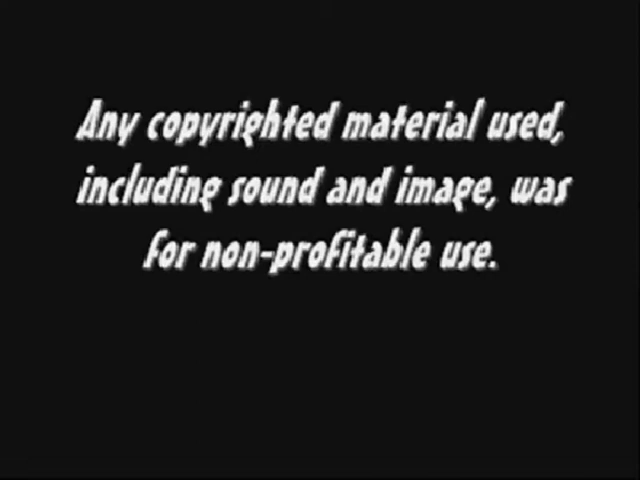 Any copyrighted material used,
including sound and image, was
for non-profitable use.